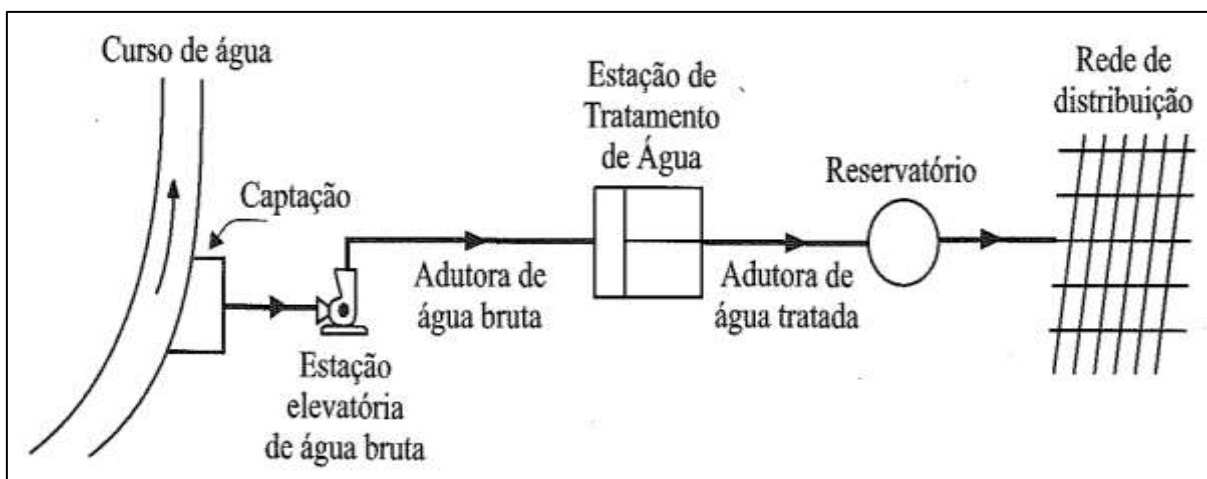 Curso de água
Captação
Estação
elevatória
de água bruta
Adutora de
água bruta
Estação de
Tratamento
de Água
Adutora de
água tratada
Reservatório
Rede de
distribuição